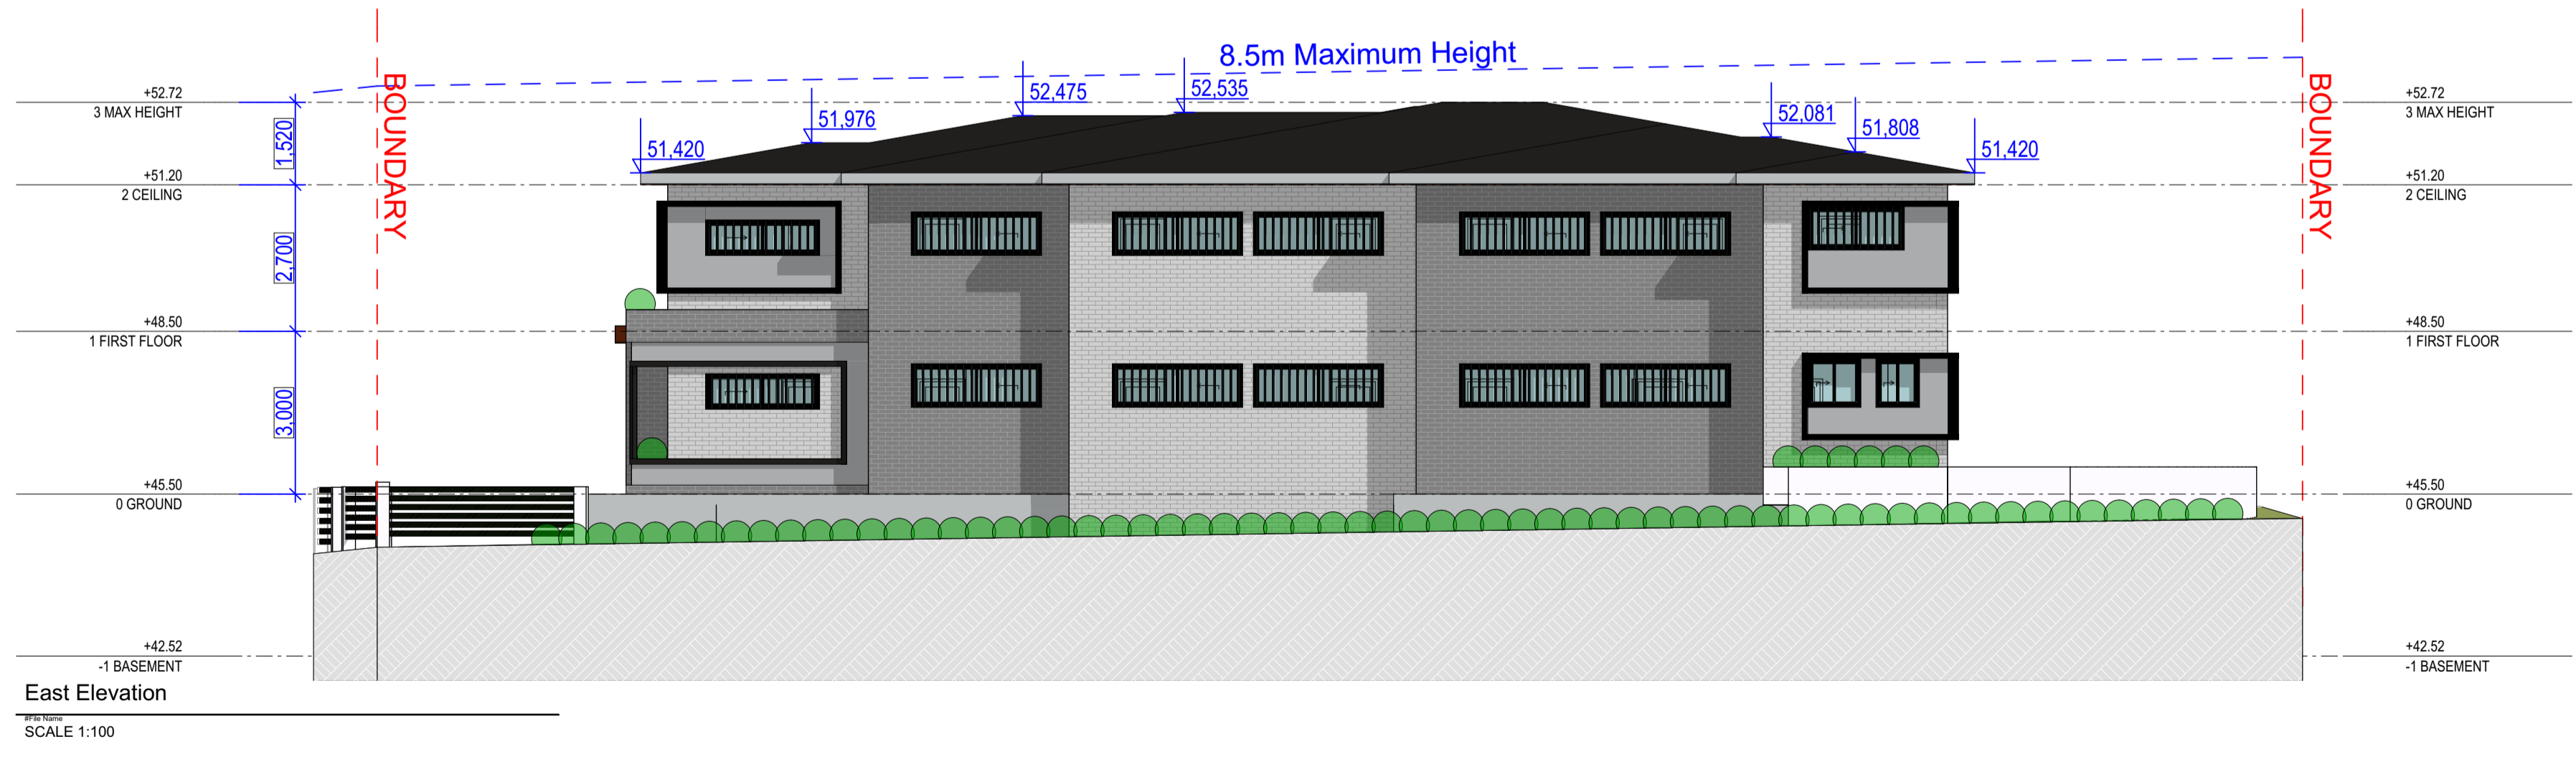 8.5m Maximum Height
BOUNDARY
BOUNDARY
+52.72
3 MAX HEIGHT
1,520
51,420
51,976
52,475
52,535
52,081
51,808
51,420
+52.72
3 MAX HEIGHT
+51.20
2 CEILING
+51.20
2 CEILING
2,700
+48.50
1 FIRST FLOOR
+48.50
1 FIRST FLOOR
3,000
+45.50
0 GROUND
+45.50
0 GROUND
+42.52
-1 BASEMENT
+42.52
-1 BASEMENT
East Elevation
#File Name
SCALE 1:100